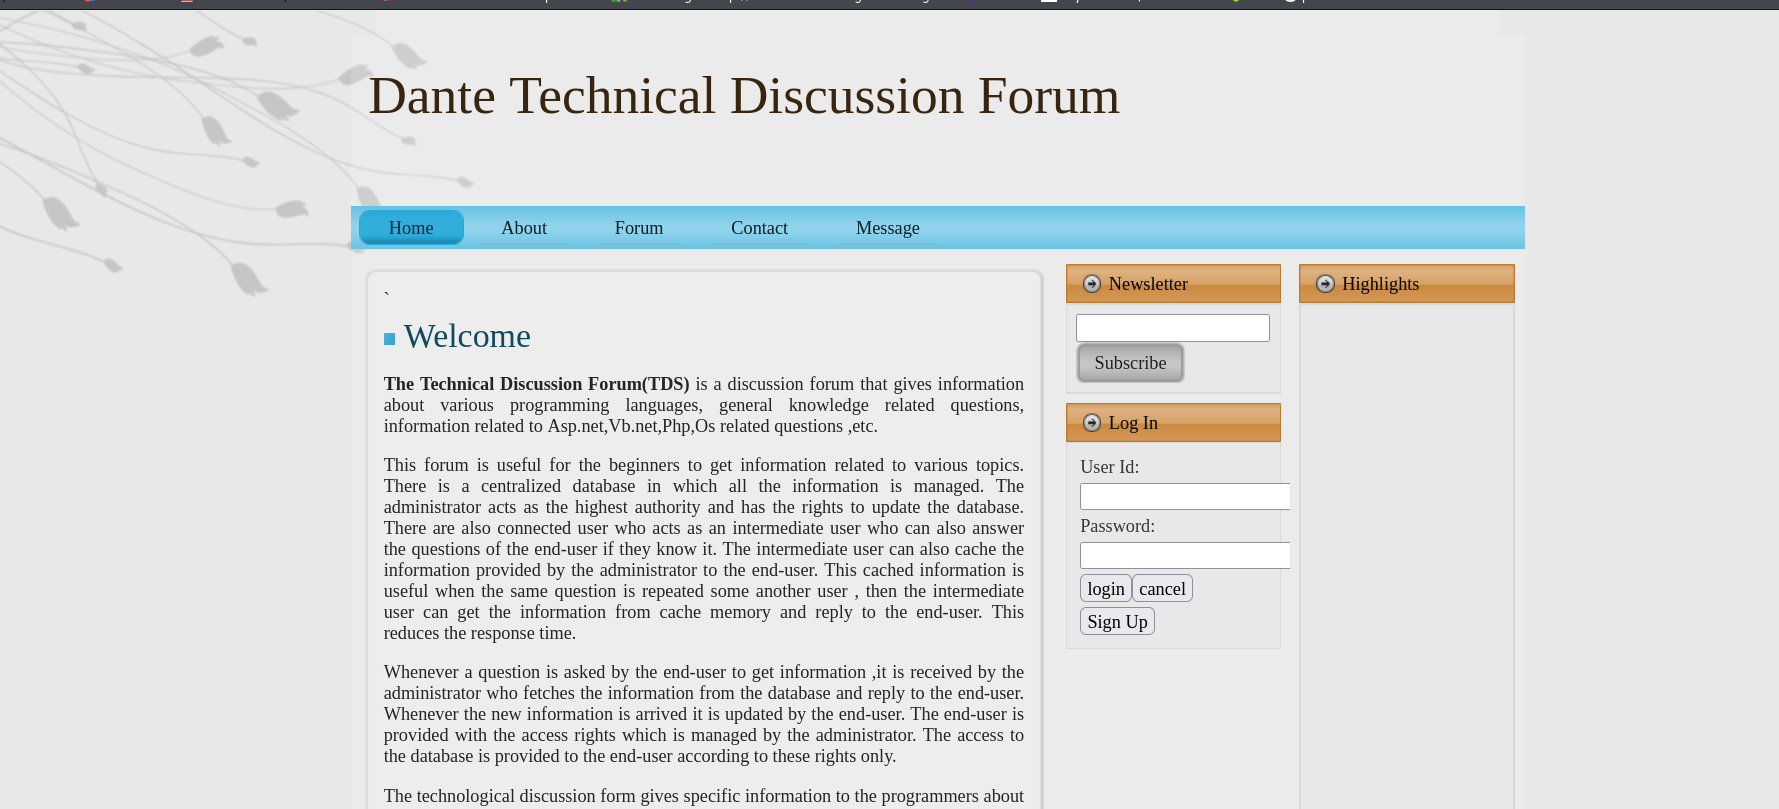 Dante Technical Discussion Forum
Home About Forum Contact Message
`
Welcome
The Technical Discussion Forum(TDS) is a discussion forum that gives information
about various programming languages, general knowledge related questions,
information related to Asp.net,Vb.net,Php,Os related questions ,etc.
This forum is useful for the beginners to get information related to various topics.
There is a centralized database in which all the information is managed. The
administrator acts as the highest authority and has the rights to update the database.
There are also connected user who acts as an intermediate user who can also answer
the questions of the end-user if they know it. The intermediate user can also cache the
information provided by the administrator to the end-user. This cached information is
useful when the same question is repeated some another user , then the intermediate
user can get the information from cache memory and reply to the end-user. This
reduces the response time.
Whenever a question is asked by the end-user to get information ,it is received by the
administrator who fetches the information from the database and reply to the end-user.
Whenever the new information is arrived it is updated by the end-user. The end-user is
provided with the access rights which is managed by the administrator. The access to
the database is provided to the end-user according to these rights only.
The technological discussion form gives specific information to the programmers about
Newsletter
Subscribe
Log In
User Id:
Password:
login cancel
Sign Up
Highlights